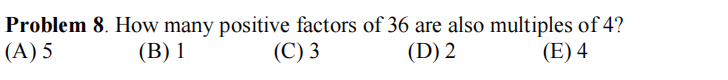 Problem 8. How many positive factors of 36 are also multiples of 4?
(A) 5 (B) 1 (C) 3 (D) 2 (E) 4